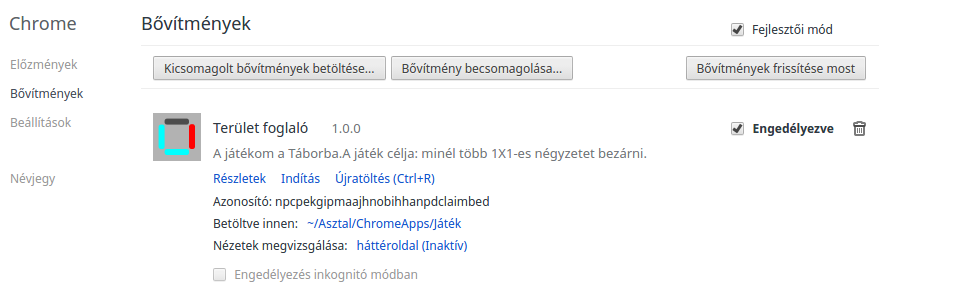 Chrome
Bővítmények
Fejlesztői mód
Előzmények
Bővítmények
Beállítások
Névjegy
Kicsomagolt bővítmények betöltése...
Bővítmény becsomagolása...
Bővítmények frissítése most
Terület foglaló 1.0.0
Engedélyezve
A játékom a Táborba.A játék célja: minél több 1X1-es négyzetet bezárni.
Részletek Indítás Újratöltés (Ctrl+R)
Azonosító: npcpekgipmaajhnobihhanpdclaimbed
Betöltve innen: ~/Asztal/ChromeApps/Játék
Nézetek megvizsgálása: háttéroldal (Inaktív)
Engedélyezés inkognitó módban